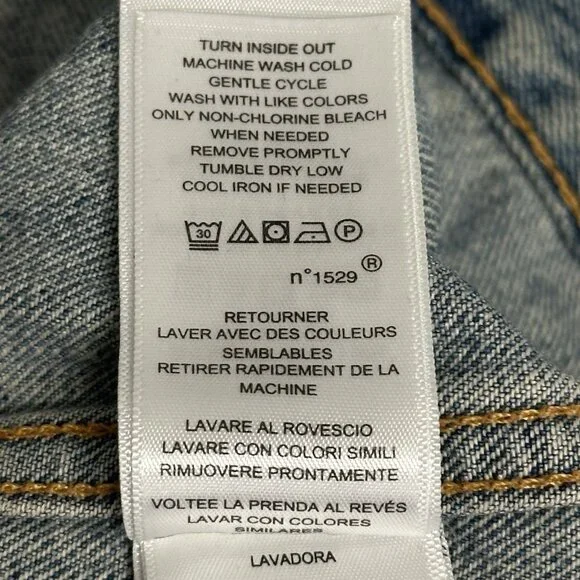 TURN INSIDE OUT
MACHINE WASH COLD
GENTLE CYCLE
WASH WITH LIKE COLORS
ONLY NON-CHLORINE BLEACH
WHEN NEEDED
REMOVE PROMPTLY
TUMBLE DRY LOW
COOL IRON IF NEEDED
30 P
n°1529®
RETOURNER
LAVER AVEC DES COULEURS
SEMBLABLES
RETIRER RAPIDEMENT DE LA
MACHINE
LAVARE AL ROVESCIO
LAVARE CON COLORI SIMILI
RIMUOVERE PRONTAMENTE
VOLTEE LA PRENDA AL REVÉS
LAVAR CON COLORES
SIMILARES
LAVADORA